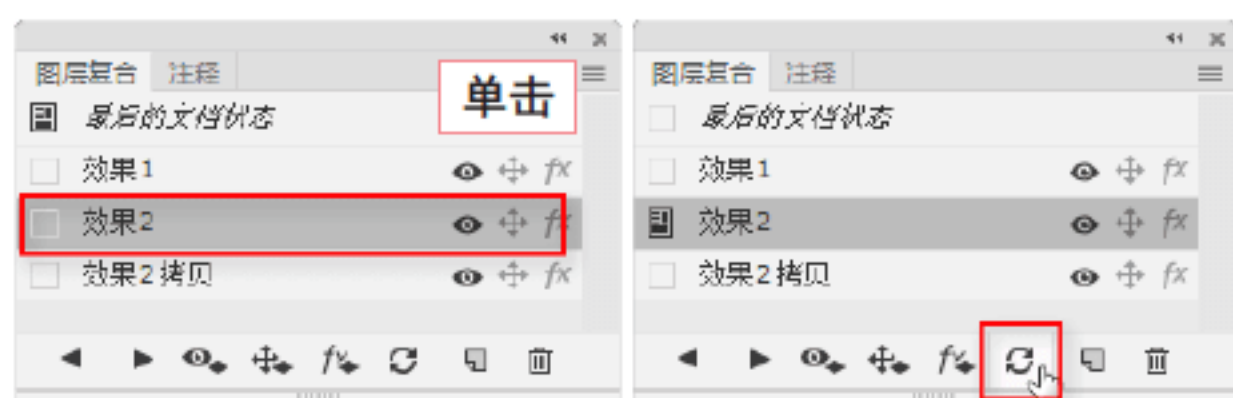 图层复合 注释
单击
最后的文档状态
效果1
效果2
效果2 拷贝
图层复合 注释
最后的文档状态
效果1
效果2
效果2 拷贝